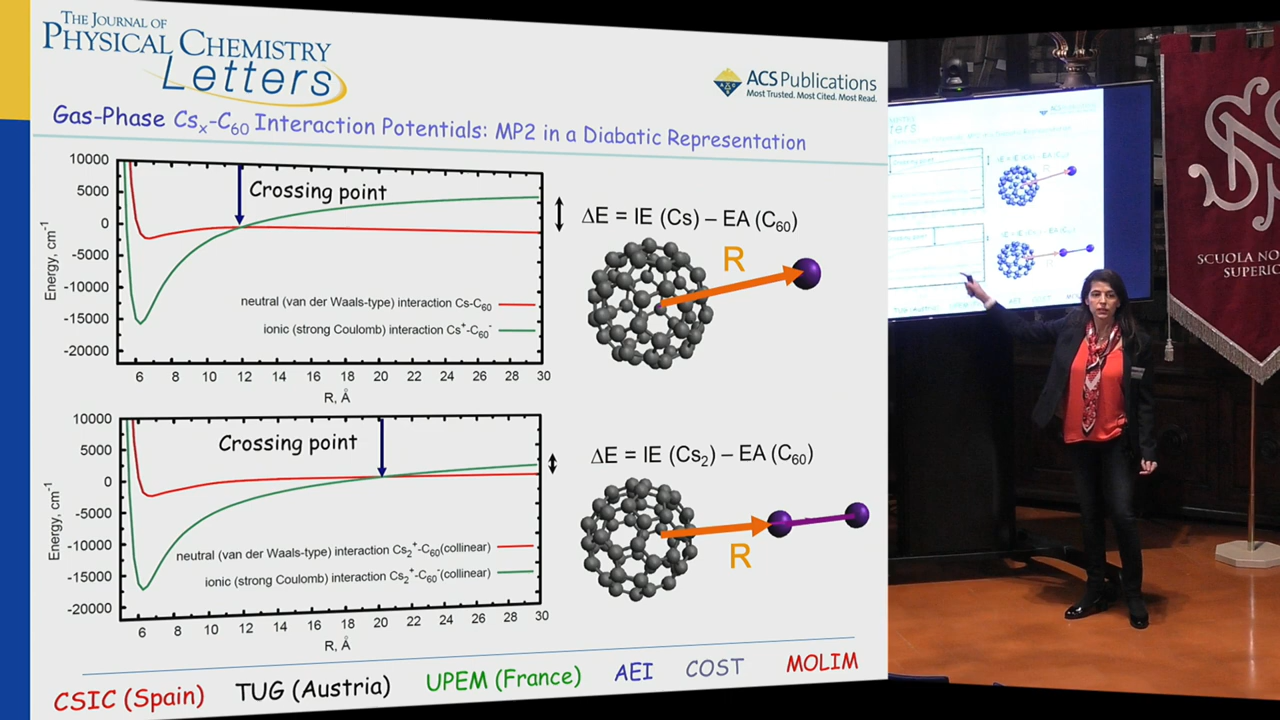 THE JOURNAL OF
PHYSICAL CHEMISTRY
Letters
ACS Publications
Most Trusted. Most Cited. Most Read.
Gas-Phase Csx-C60 Interaction Potentials: MP2 in a Diabatic Representation
10000
5000
0
-5000
-10000
-15000
-20000
Energy, cm-1
Crossing point
neutral (van der Waals-type) interaction Cs-C60
ionic (strong Coulomb) interaction Cs+-C60-
6 8 10 12 14 16 18 20 22 24 26 28 30
R, Å
ΔE = IE (Cs) – EA (C60)
R
10000
5000
0
-5000
-10000
-15000
-20000
Energy, cm-1
Crossing point
neutral (van der Waals-type) interaction Cs2+-C60(collinear)
ionic (strong Coulomb) interaction Cs2+-C60-(collinear)
6 8 10 12 14 16 18 20 22 24 26 28 30
R, Å
ΔE = IE (Cs2) – EA (C60)
R
CSIC (Spain) TUG (Austria) UPEM (France) AEI COST MOLIM
ACS Publications
AEI
MOLIM
SNS
SCUOLA NO
SUPERIO